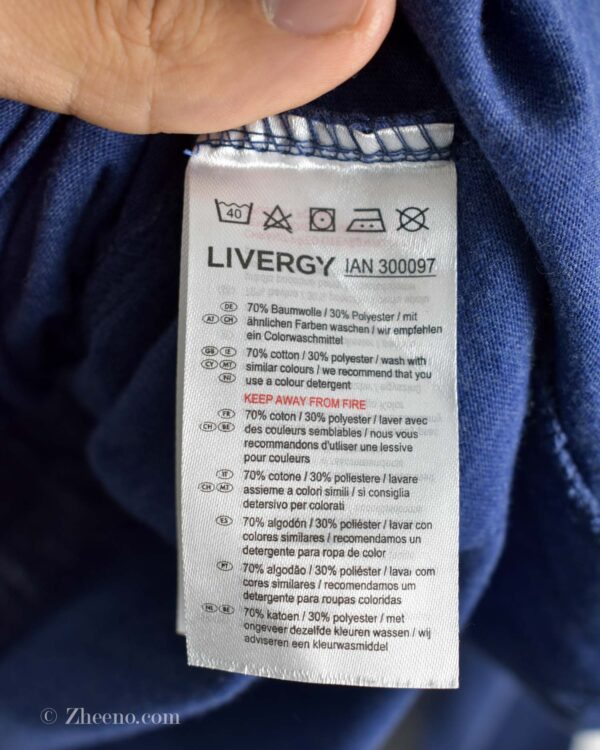 40
LIVERGY IAN 300097
DE 70% Baumwolle / 30% Polyester / mit
AT CH ähnlichen Farben waschen / wir empfehlen
ein Colorwaschmittel
GB IE 70% cotton / 30% polyester / wash with
CY MT similar colours / we recommend that you
NI use a colour detergent
KEEP AWAY FROM FIRE
FR 70% coton / 30% polyester / laver avec
CH BE des couleurs semblables / nous vous
recommandons d'utliser une lessive
pour couleurs
IT 70% cotone / 30% poliestere / lavare
CH MT assieme a colori simili / si consiglia
detersivo per colorati
ES 70% algodón / 30% poliéster / lavar con
colores similares / recomendamos un
detergente para ropa de color
PT 70% algodão / 30% poliéster / lavar com
cores similares / recomendamos um
detergente para roupas coloridas
NL BE 70% katoen / 30% polyester / met
ongeveer dezelfde kleuren wassen / wij
adviseren een kleurwasmiddel
© Zheeno.com